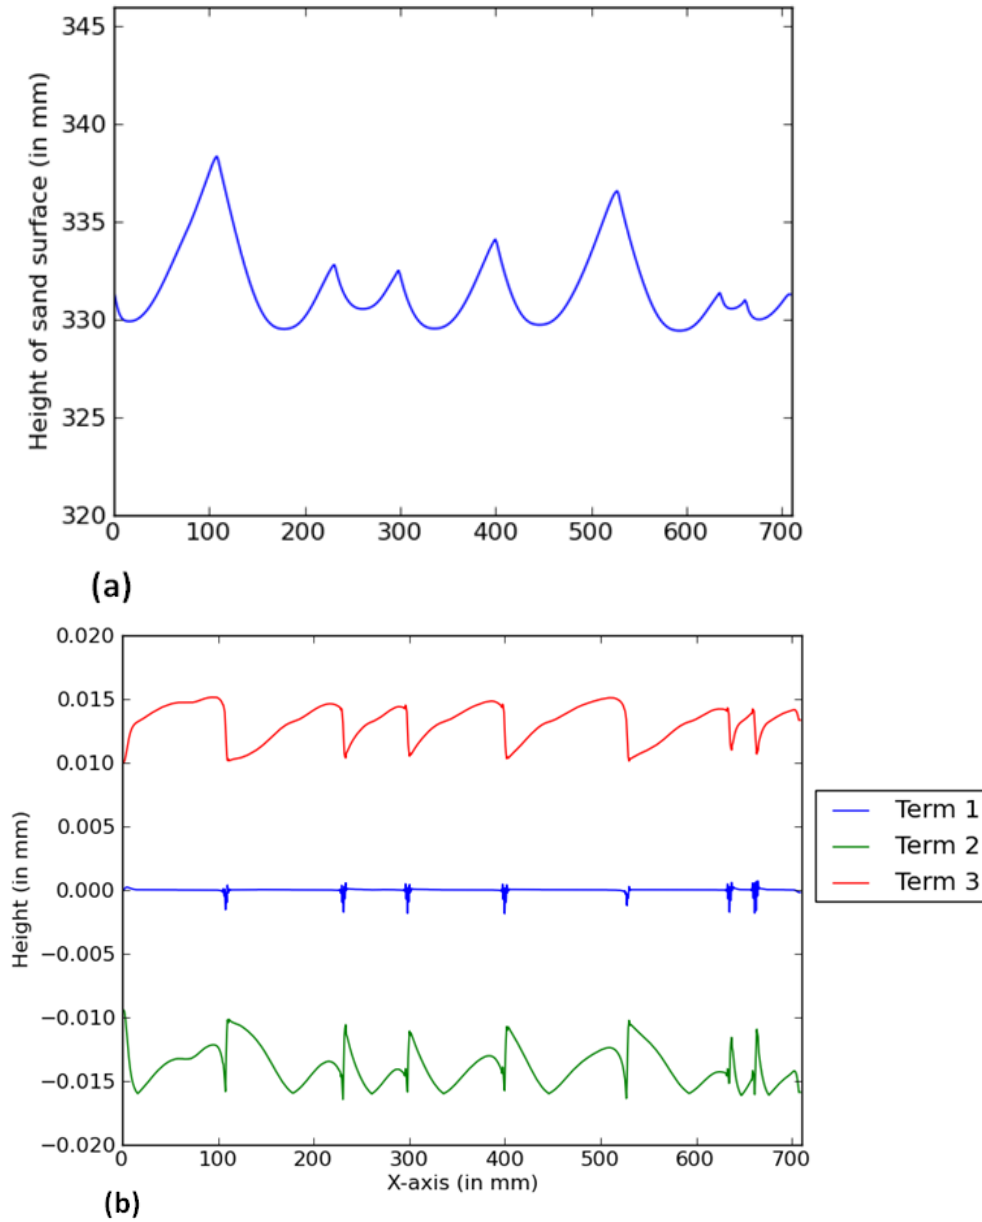 345
340
335
330
325
320
Height of sand surface (in mm)
0 100 200 300 400 500 600 700
(a)
0.020
0.015
0.010
0.005
0.000
−0.005
−0.010
−0.015
−0.020
Height (in mm)
0 100 200 300 400 500 600 700
X-axis (in mm)
Term 1
Term 2
Term 3
(b)